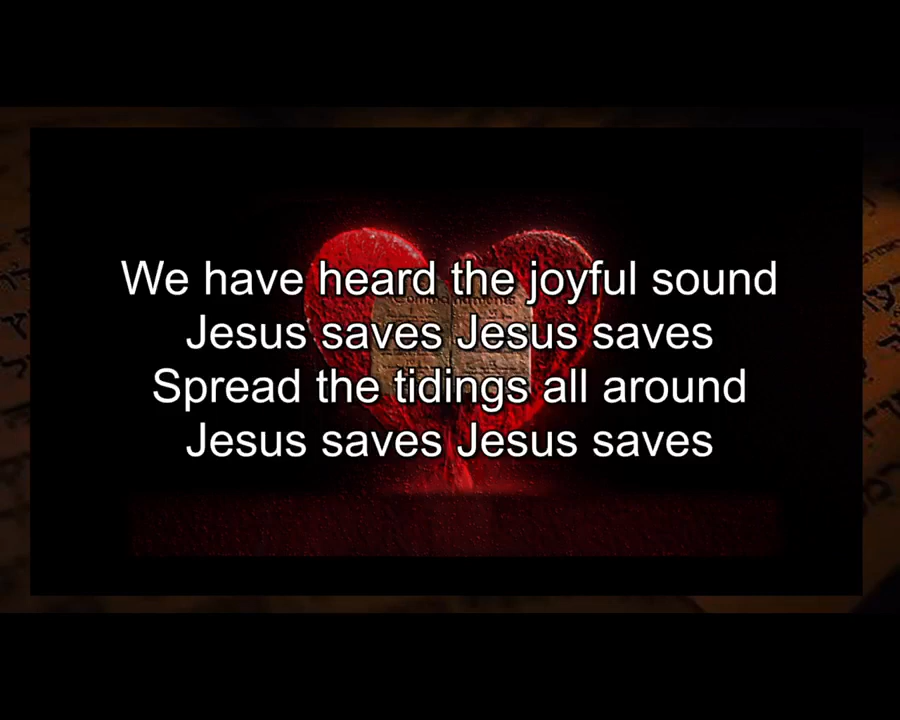 We have heard the joyful sound
Jesus saves Jesus saves
Spread the tidings all around
Jesus saves Jesus saves